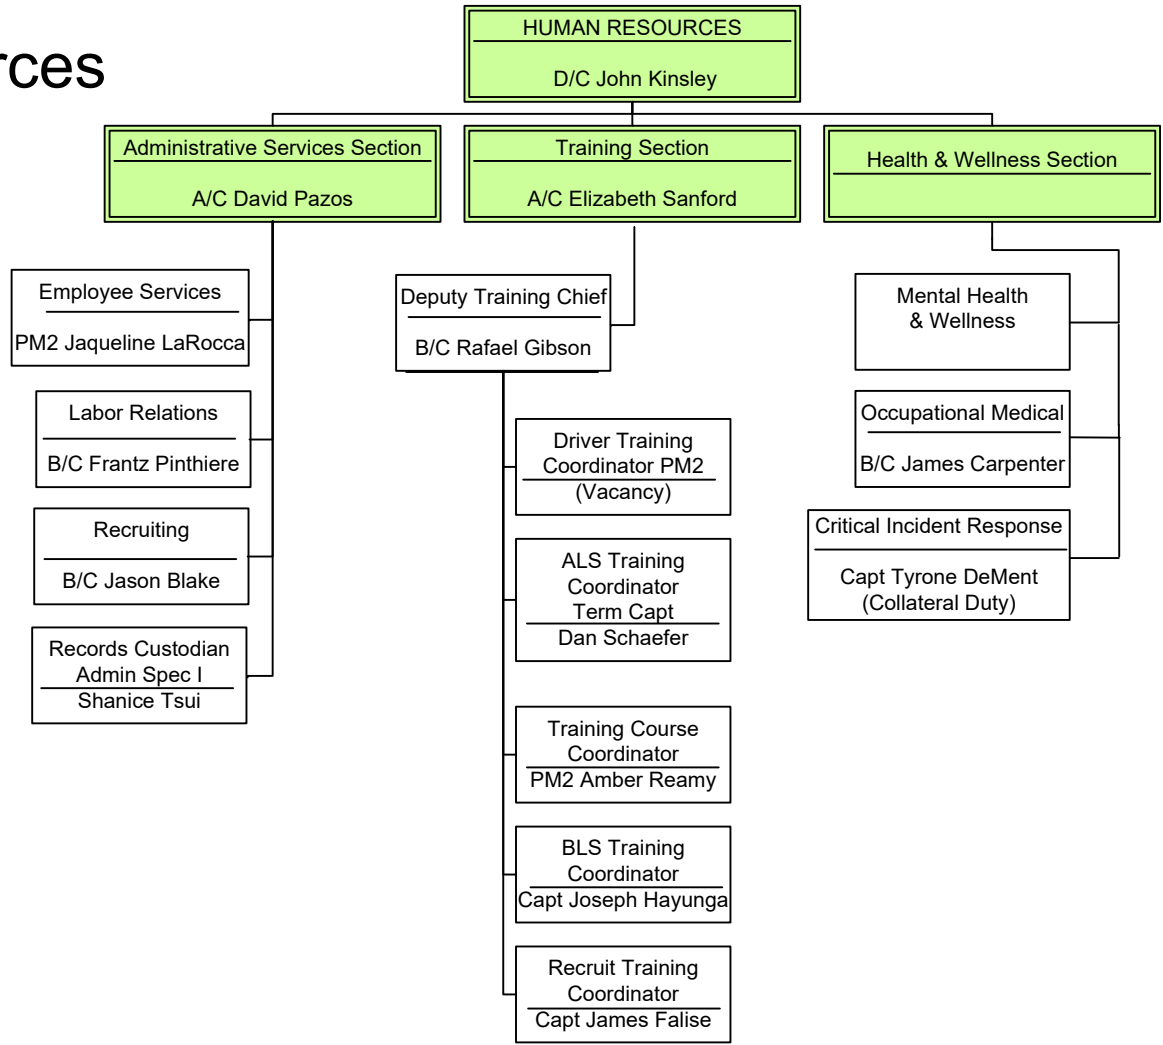 rces
HUMAN RESOURCES
D/C John Kinsley
Administrative Services Section
A/C David Pazos
Training Section
A/C Elizabeth Sanford
Health & Wellness Section
Employee Services
PM2 Jaqueline LaRocca
Labor Relations
B/C Frantz Pinthiere
Recruiting
B/C Jason Blake
Records Custodian
Admin Spec I
Shanice Tsui
Deputy Training Chief
B/C Rafael Gibson
Driver Training
Coordinator PM2
(Vacancy)
ALS Training
Coordinator
Term Capt
Dan Schaefer
Training Course
Coordinator
PM2 Amber Reamy
BLS Training
Coordinator
Capt Joseph Hayunga
Recruit Training
Coordinator
Capt James Falise
Mental Health
& Wellness
Occupational Medical
B/C James Carpenter
Critical Incident Response
Capt Tyrone DeMent
(Collateral Duty)